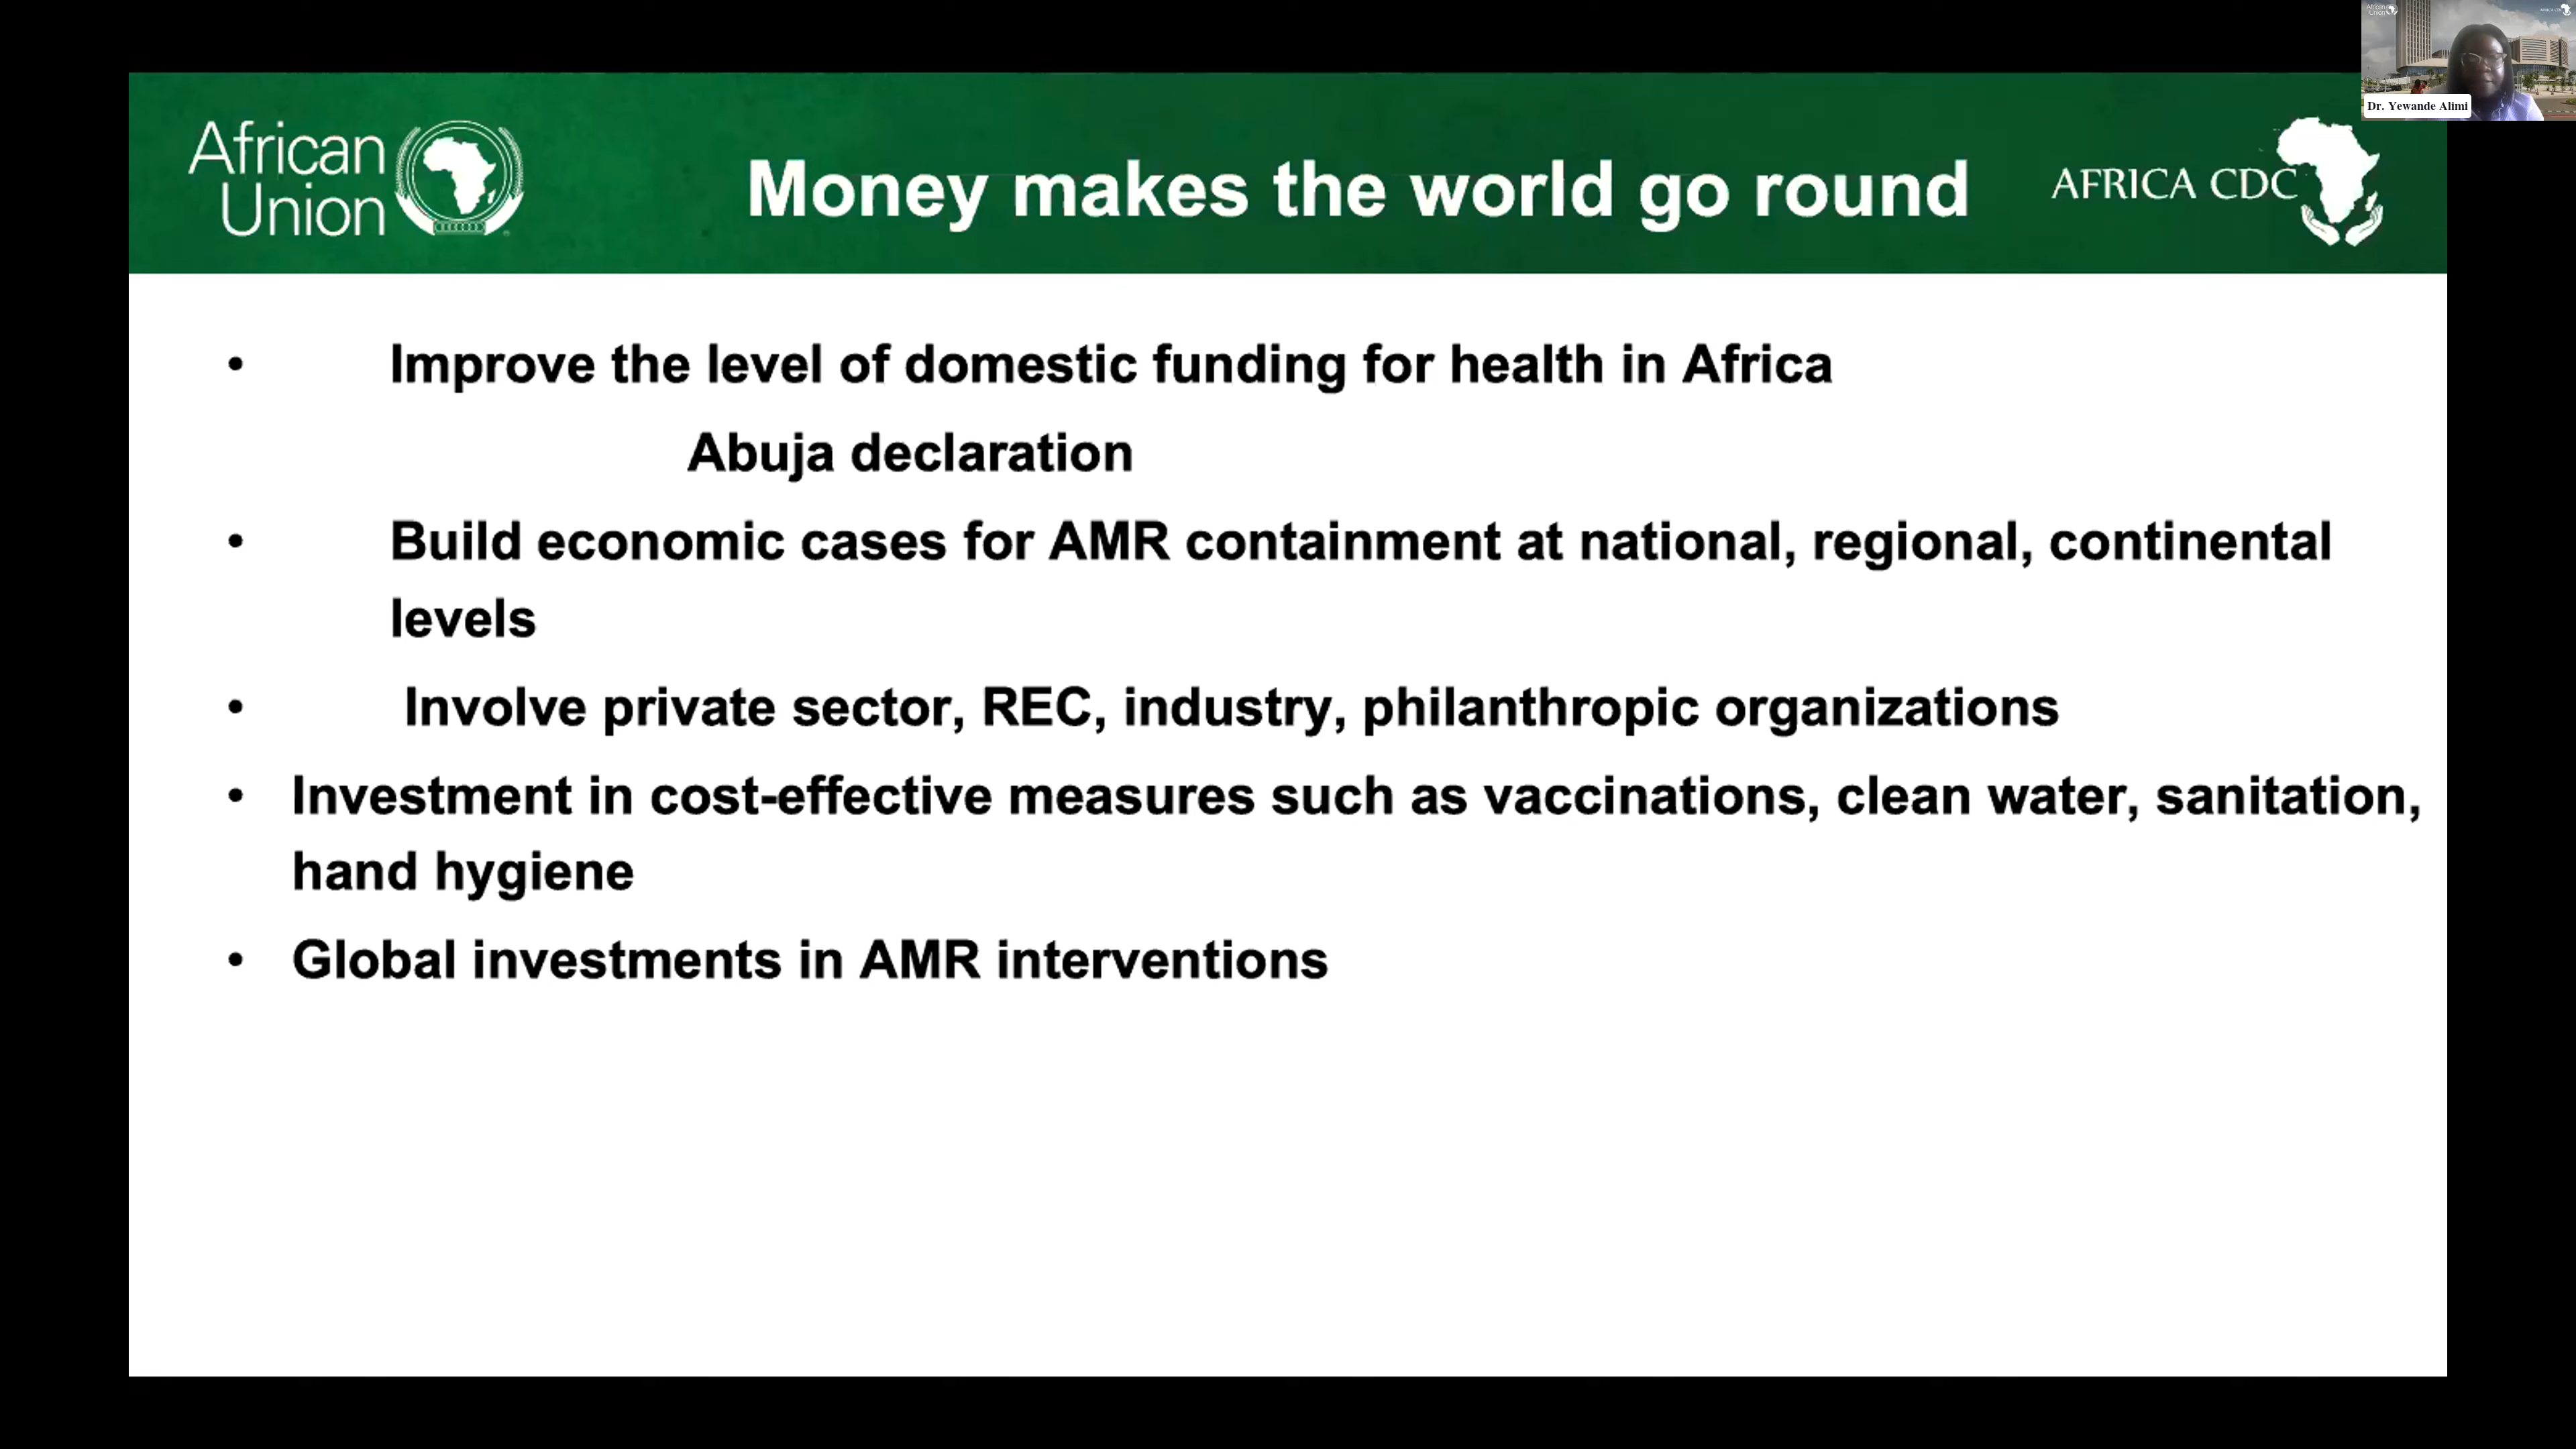 African
Union
Money makes the world go round
AFRICA CDC
Dr. Yewande Alimi
• Improve the level of domestic funding for health in Africa
Abuja declaration
• Build economic cases for AMR containment at national, regional, continental
levels
• Involve private sector, REC, industry, philanthropic organizations
• Investment in cost-effective measures such as vaccinations, clean water, sanitation,
hand hygiene
• Global investments in AMR interventions